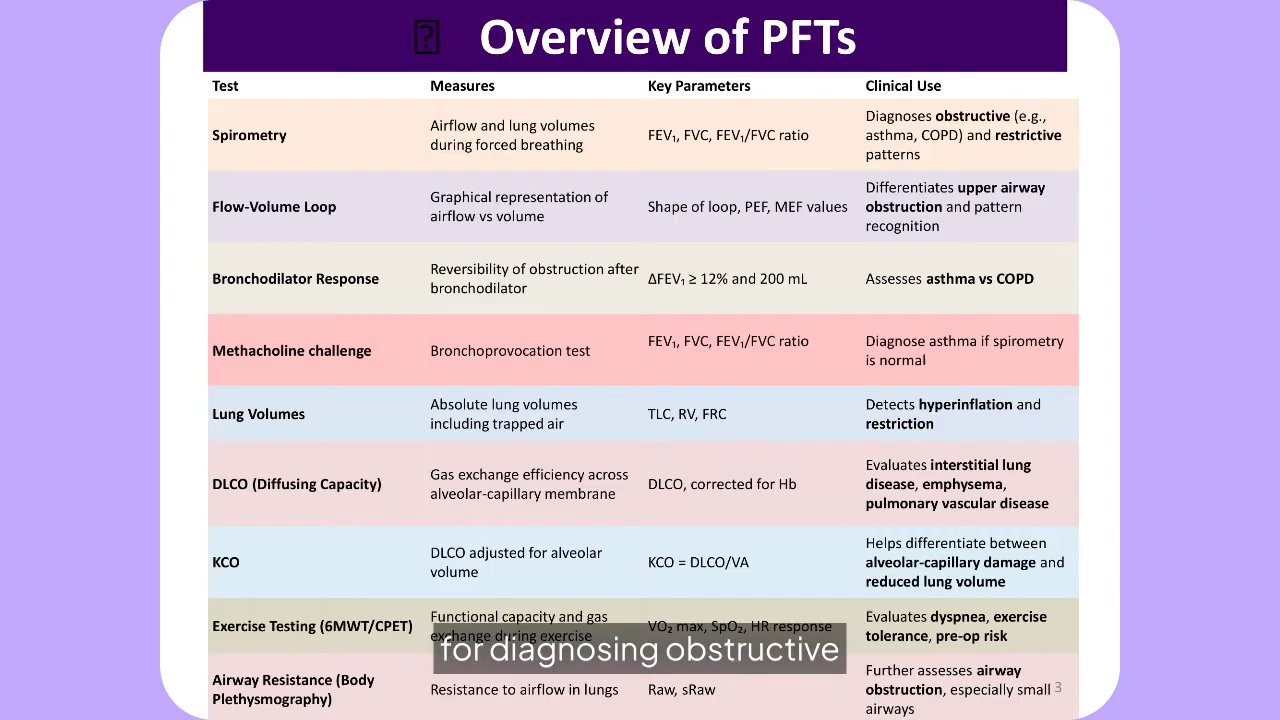 Overview of PFTs
Test Measures Key Parameters Clinical Use
Spirometry
Airflow and lung volumes
during forced breathing
FEV₁, FVC, FEV₁/FVC ratio
Diagnoses obstructive (e.g.,
asthma, COPD) and restrictive
patterns
Flow-Volume Loop
Graphical representation of
airflow vs volume
Shape of loop, PEF, MEF values
Differentiates upper airway
obstruction and pattern
recognition
Bronchodilator Response
Reversibility of obstruction after
bronchodilator
ΔFEV₁ ≥ 12% and 200 mL
Assesses asthma vs COPD
Methacholine challenge
Bronchoprovocation test
FEV₁, FVC, FEV₁/FVC ratio
Diagnose asthma if spirometry
is normal
Lung Volumes
Absolute lung volumes
including trapped air
TLC, RV, FRC
Detects hyperinflation and
restriction
DLCO (Diffusing Capacity)
Gas exchange efficiency across
alveolar-capillary membrane
DLCO, corrected for Hb
Evaluates interstitial lung
disease, emphysema,
pulmonary vascular disease
KCO
DLCO adjusted for alveolar
volume
KCO = DLCO/VA
Helps differentiate between
alveolar-capillary damage and
reduced lung volume
Exercise Testing (6MWT/CPET)
Functional capacity and gas
exchange during exercise
VO₂ max, SpO₂, HR response
Evaluates dyspnea, exercise
tolerance, pre-op risk
for diagnosing obstructive
Airway Resistance (Body
Plethysmography)
Resistance to airflow in lungs
Raw, sRaw
Further assesses airway
obstruction, especially small
airways
3